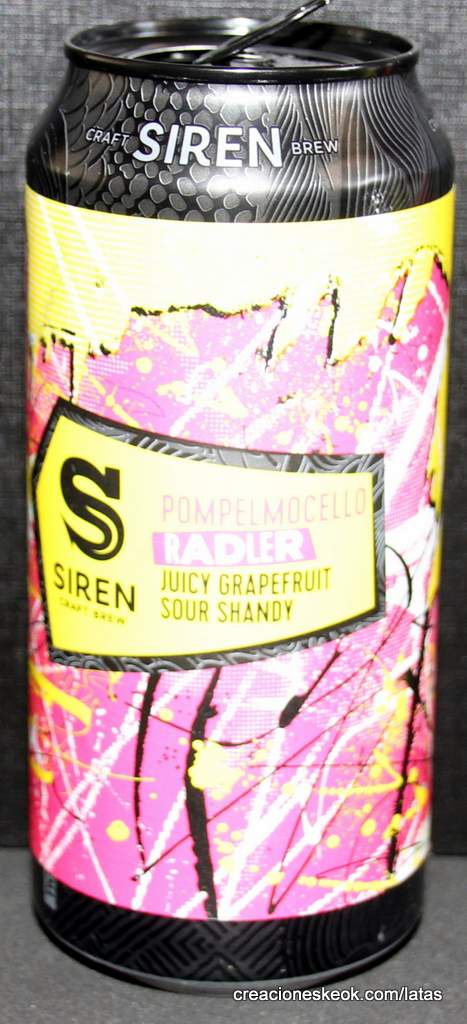 CRAFT SIREN BREW
POMPELMOCELLO
RADLER
JUICY GRAPEFRUIT
SOUR SHANDY
S
SIREN
CRAFT BREW
creacioneskeok.com/latas